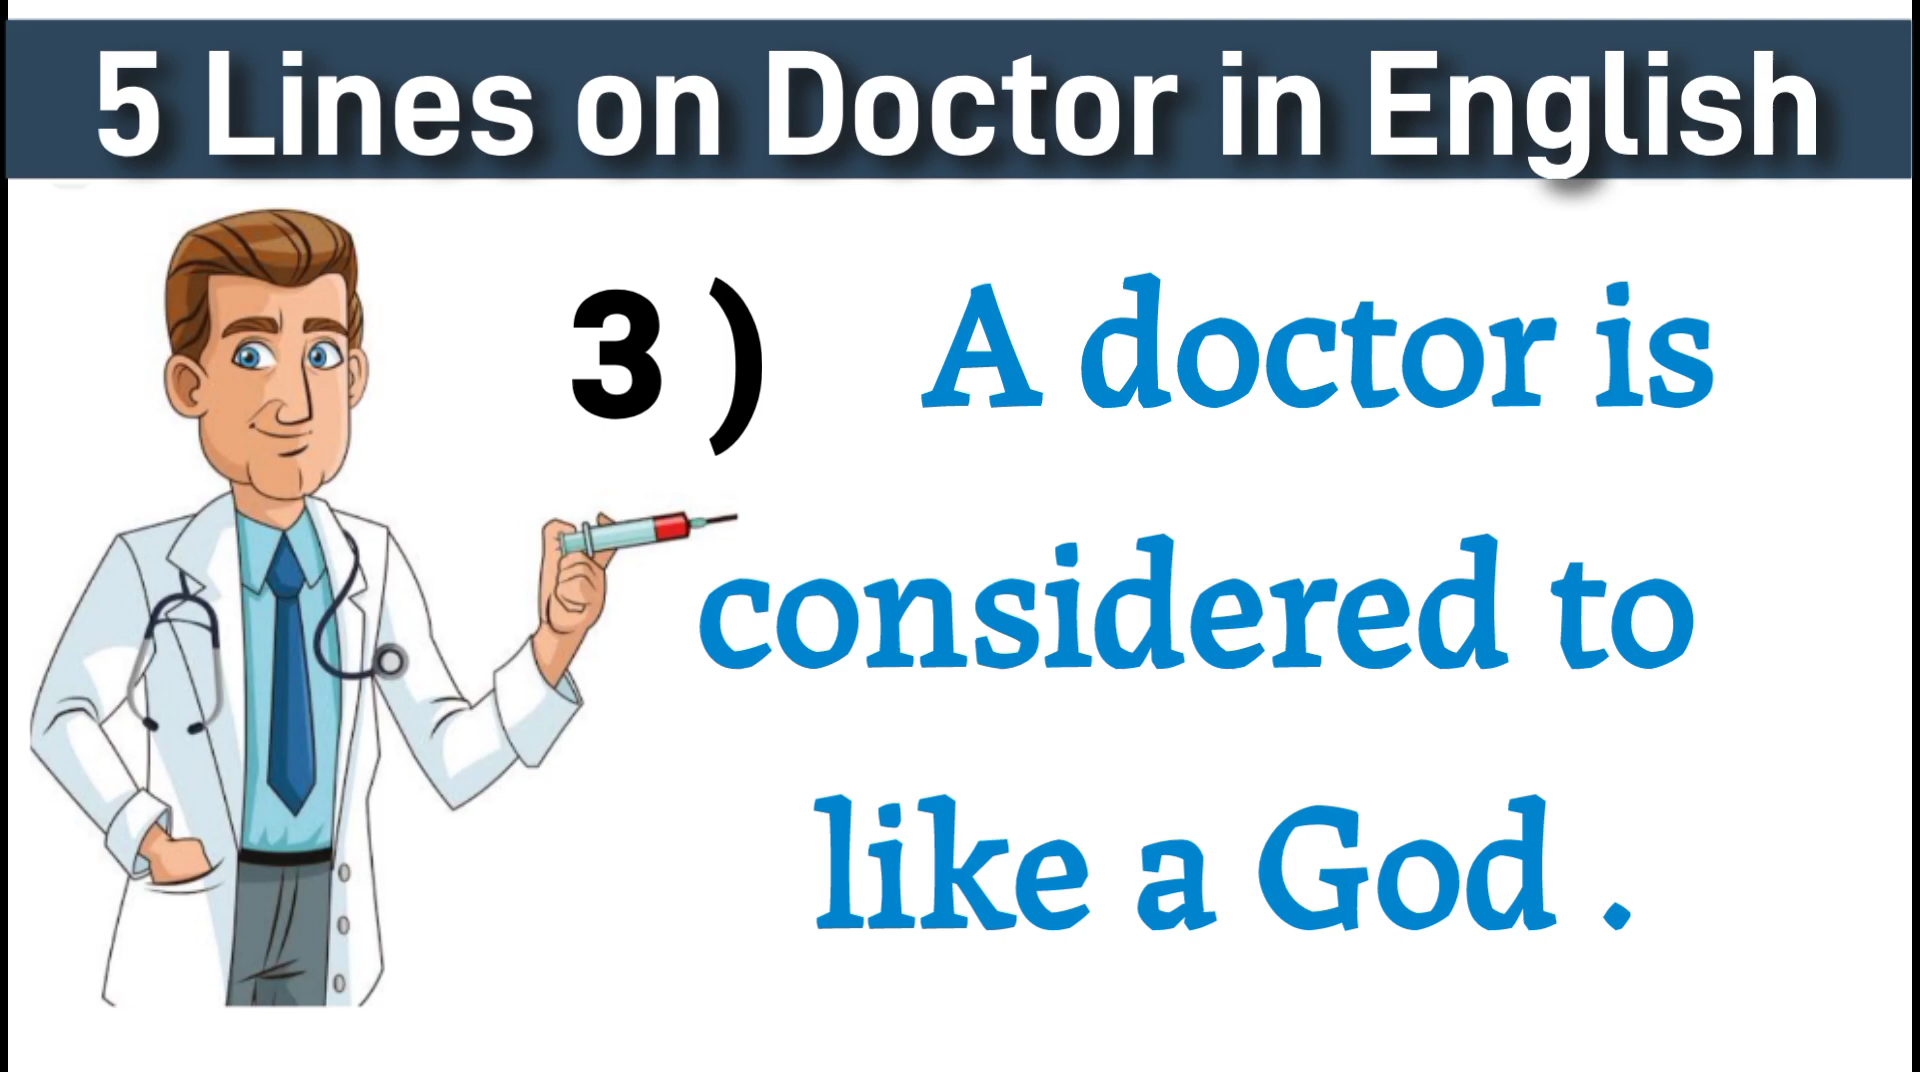 5 Lines on Doctor in English
3 ) A doctor is
considered to
like a God .